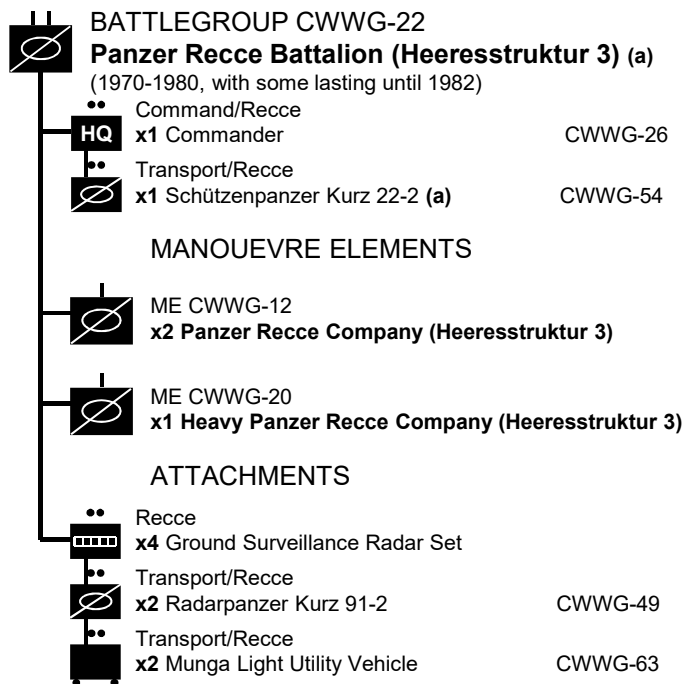 BATTLEGROUP CWWG-22
Panzer Recce Battalion (Heeresstruktur 3) (a)
(1970-1980, with some lasting until 1982)
Command/Recce
HQ x1 Commander CWWG-26
Transport/Recce
x1 Schützenpanzer Kurz 22-2 (a) CWWG-54
MANOUEVRE ELEMENTS
ME CWWG-12
x2 Panzer Recce Company (Heeresstruktur 3)
ME CWWG-20
x1 Heavy Panzer Recce Company (Heeresstruktur 3)
ATTACHMENTS
Recce
x4 Ground Surveillance Radar Set
Transport/Recce
x2 Radarpanzer Kurz 91-2 CWWG-49
Transport/Recce
x2 Munga Light Utility Vehicle CWWG-63